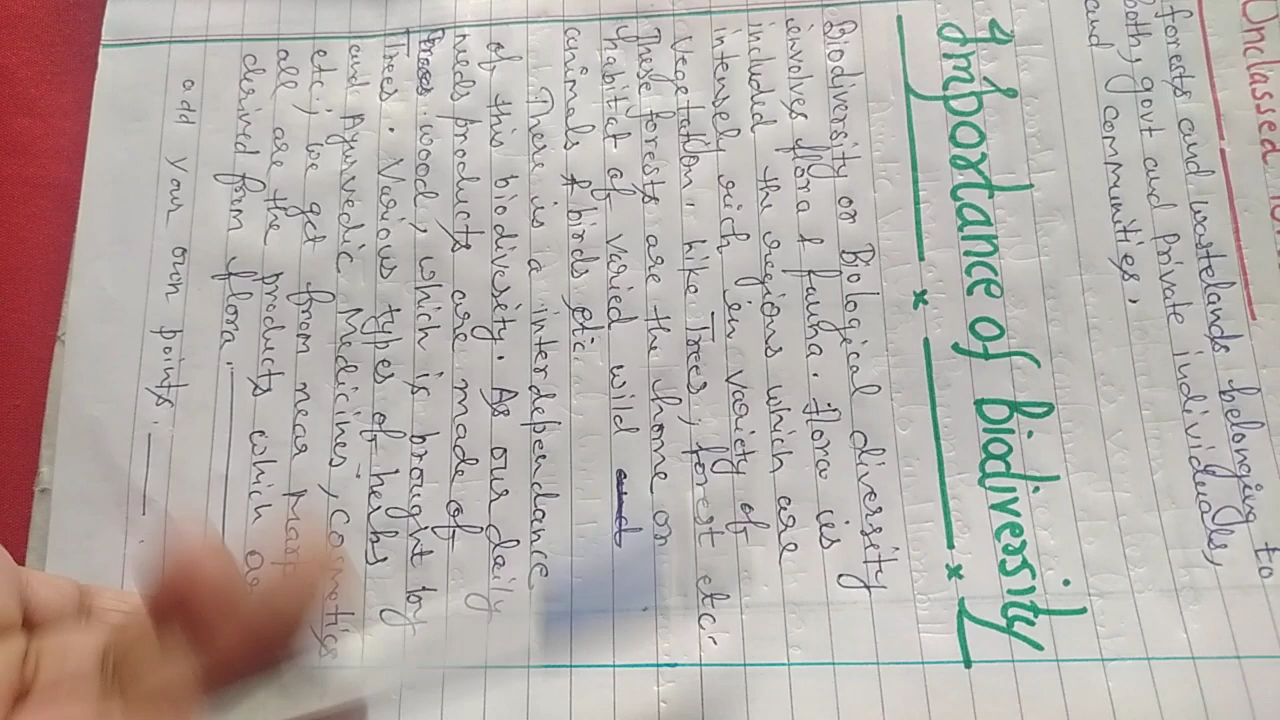 Unclassed
forests and wastelands belonging to
both, govt and private individuals,
and communities.
Importance of biodiversity
Biodiversity or Biological diversity
involves flora & fauna. flora is
included the regions which are
intensely rich in variety of
vegetation. like Trees, forest etc.
These forests are the home or
habitat of varied wild and
animals & birds etc.
There is a interdependance
of this biodiversity. As our daily
needs products are made of
wood, which is brought by
Trees. Various types of herbs
and Ayurvedic Medicines, cosmetics
etc; we get from near Mart
all are the products which are
derived from flora.
add your own points.